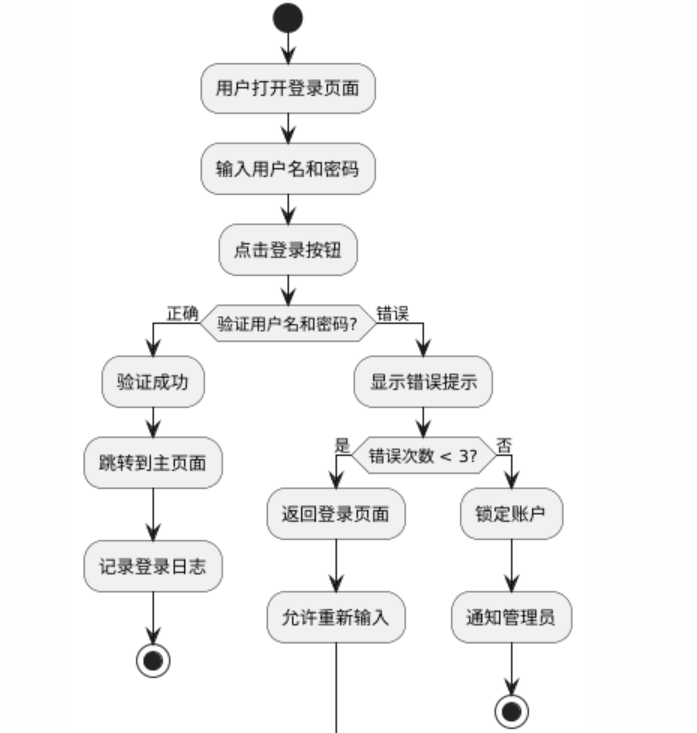 用户打开登录页面
输入用户名和密码
点击登录按钮
正确
验证用户名和密码?
错误
验证成功
显示错误提示
跳转到主页面
是
错误次数 < 3?
否
返回登录页面
锁定账户
记录登录日志
允许重新输入
通知管理员